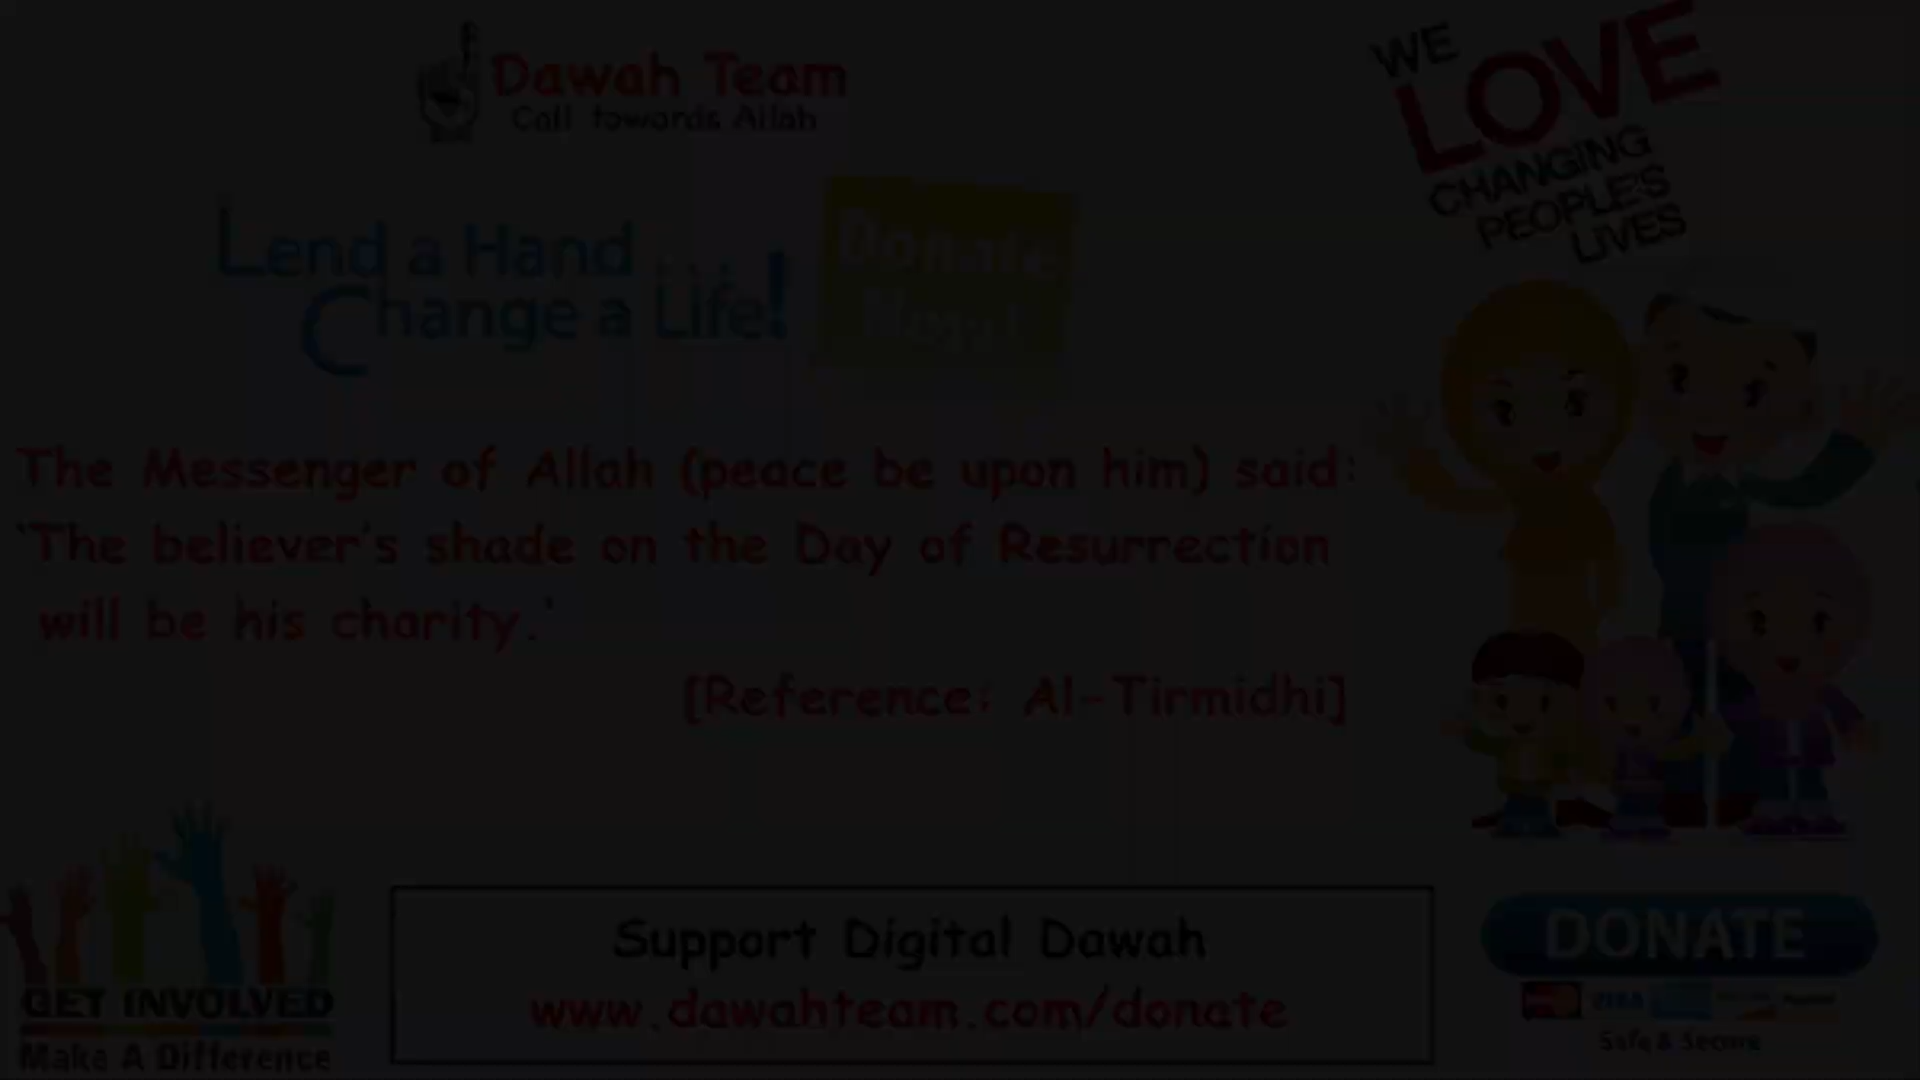 Dawah Team
Call towards Allah
WE
LOVE
CHANGING
PEOPLE'S
LIVES
Lend a Hand
Change a Life!
Donate
Now!
The Messenger of Allah (peace be upon him) said:
'The believer's shade on the Day of Resurrection
will be his charity.'
[Reference: Al-Tirmidhi]
GET INVOLVED
Make A Difference
Support Digital Dawah
www.dawahteam.com/donate
DONATE
VISA
Safe & Secure